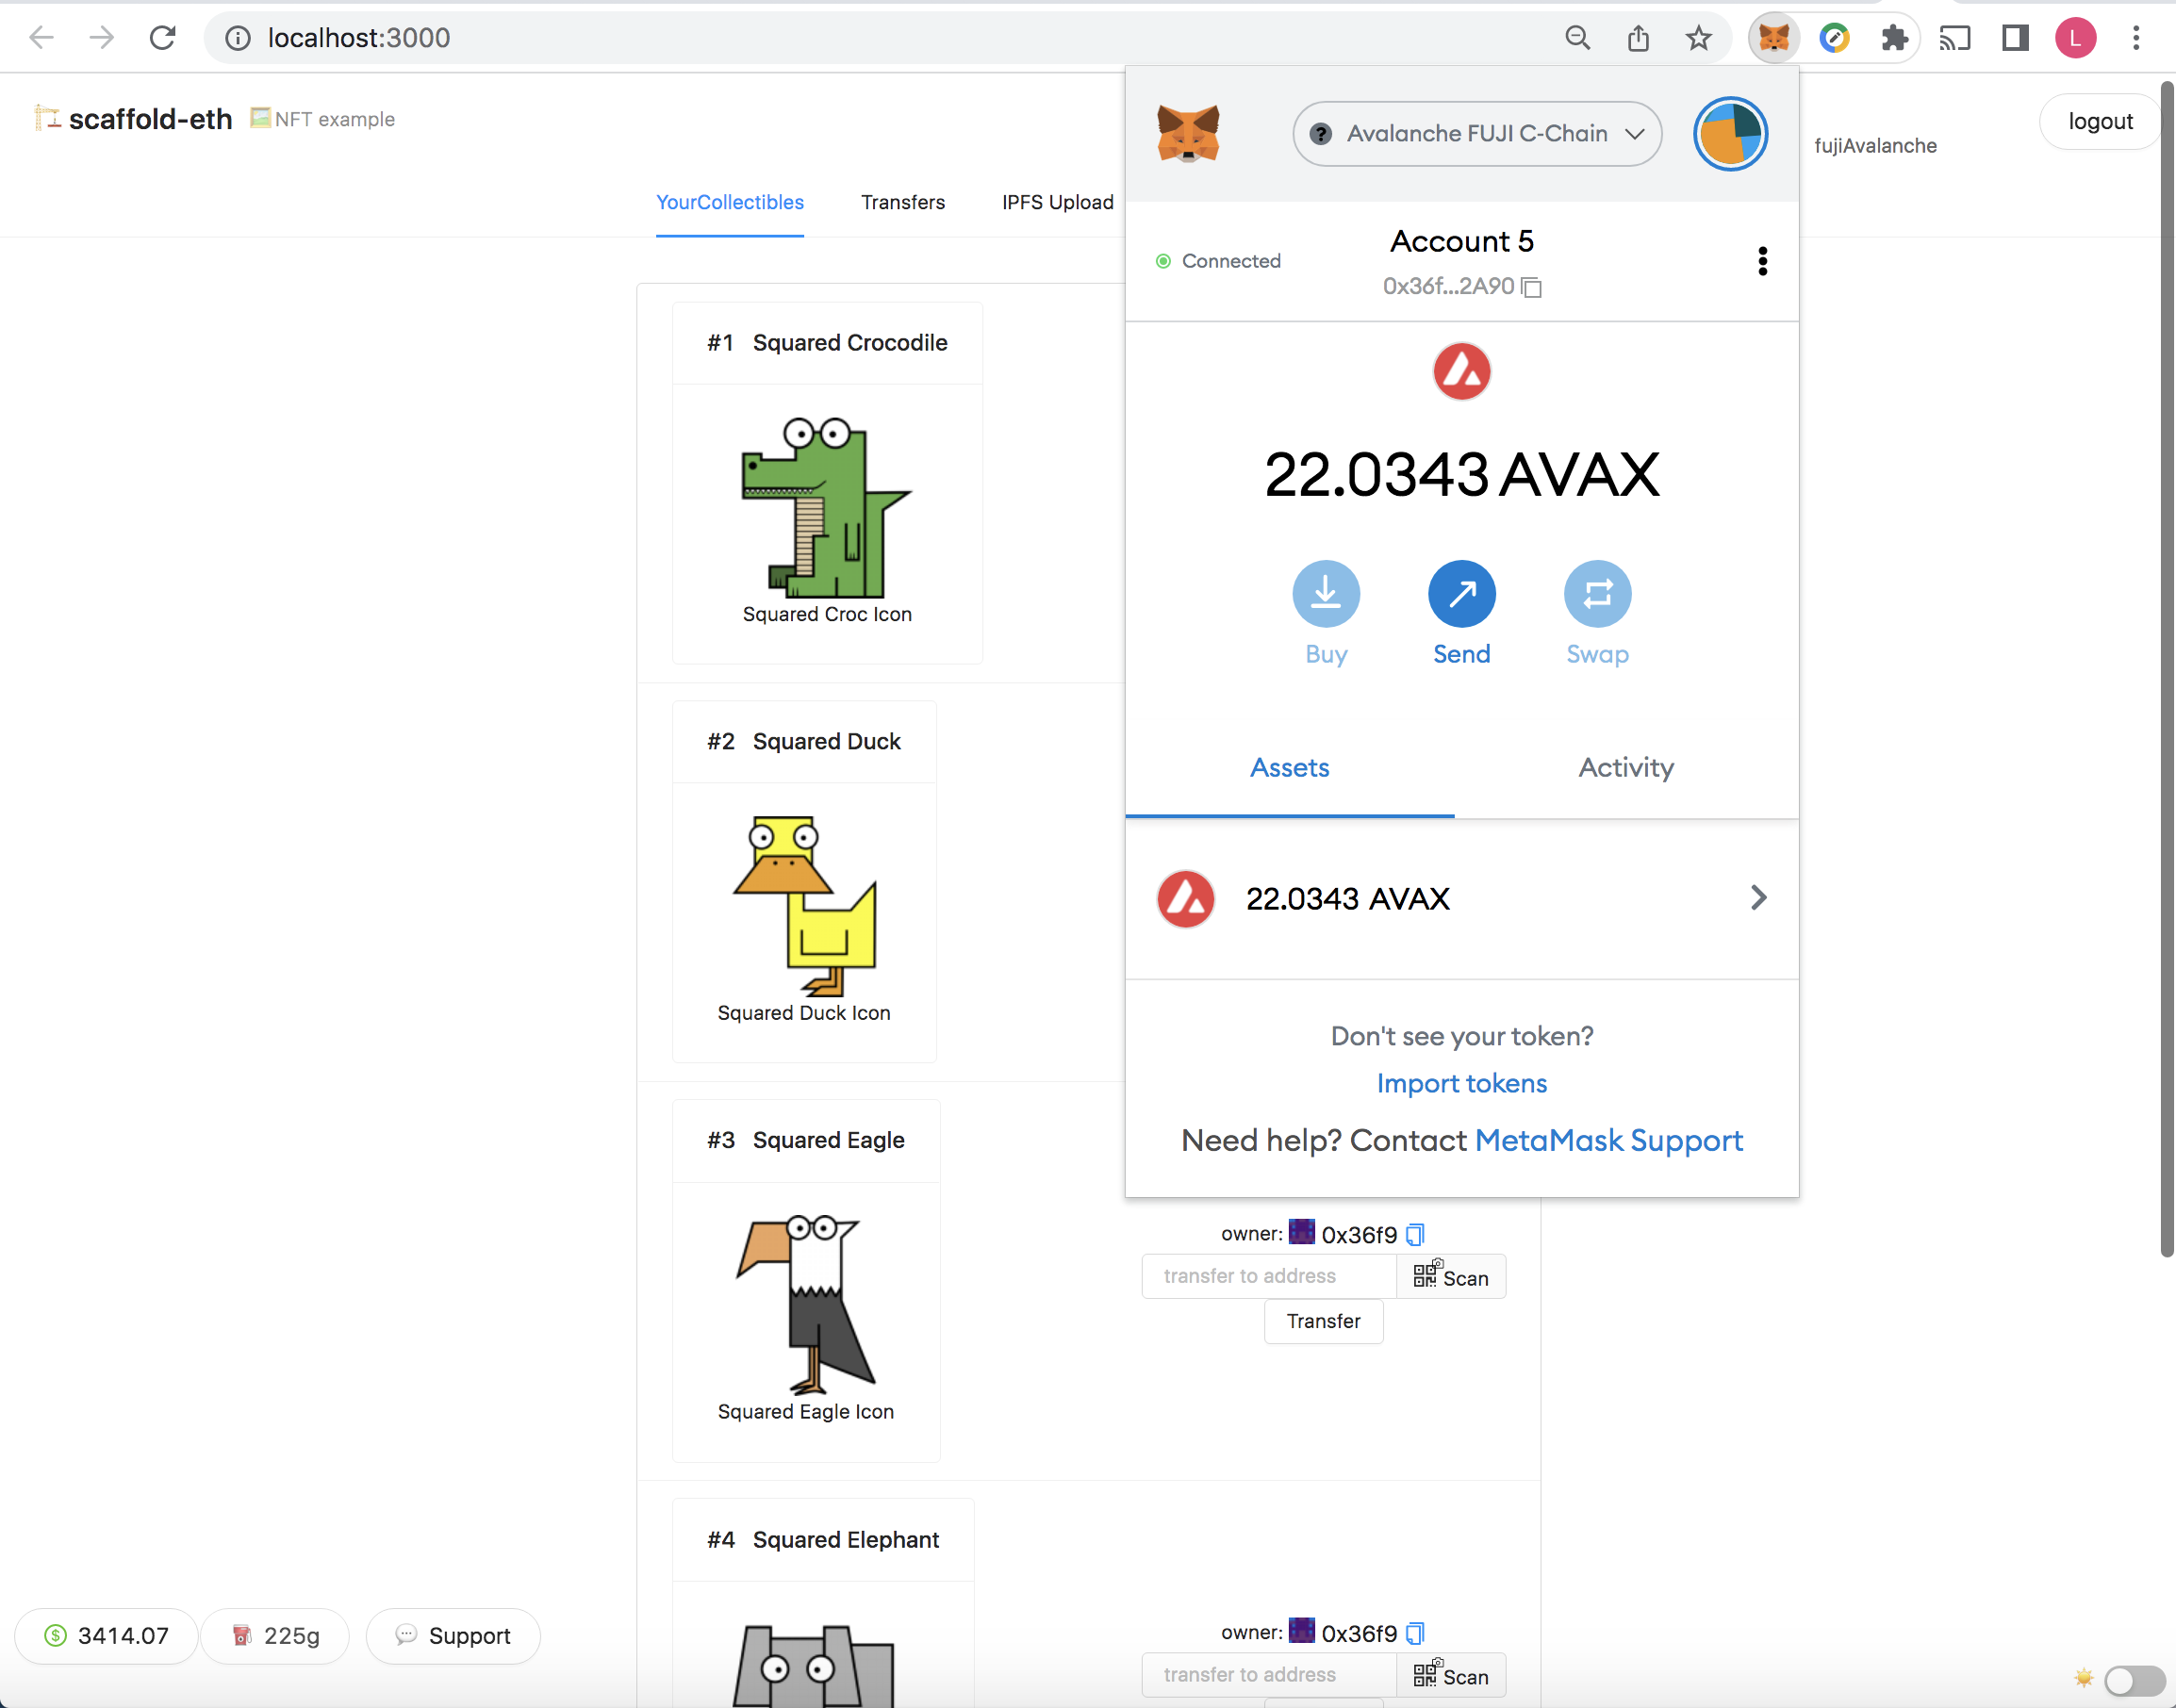 localhost:3000
L
scaffold-eth NFT example
Avalanche FUJI C-Chain
fujiAvalanche
logout
YourCollectibles Transfers IPFS Upload
Connected
Account 5
0x36f...2A90
22.0343 AVAX
Buy Send Swap
Assets Activity
22.0343 AVAX
Don't see your token?
Import tokens
Need help? Contact MetaMask Support
#1 Squared Crocodile
Squared Croc Icon
#2 Squared Duck
Squared Duck Icon
#3 Squared Eagle
Squared Eagle Icon
owner: 0x36f9
transfer to address Scan
Transfer
#4 Squared Elephant
owner: 0x36f9
transfer to address Scan
3414.07 225g Support